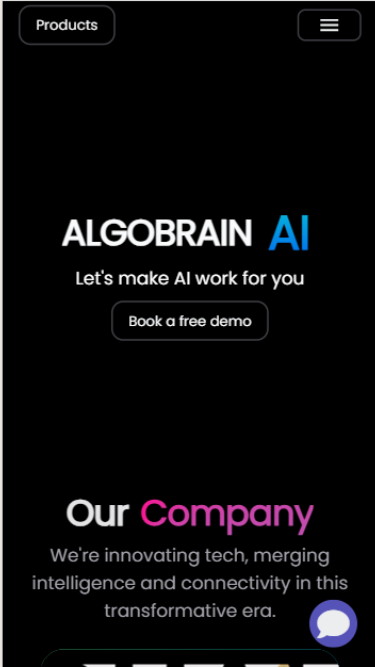 Products
ALGOBRAIN AI
Let's make AI work for you
Book a free demo
Our Company
We're innovating tech, merging
intelligence and connectivity in this
transformative era.